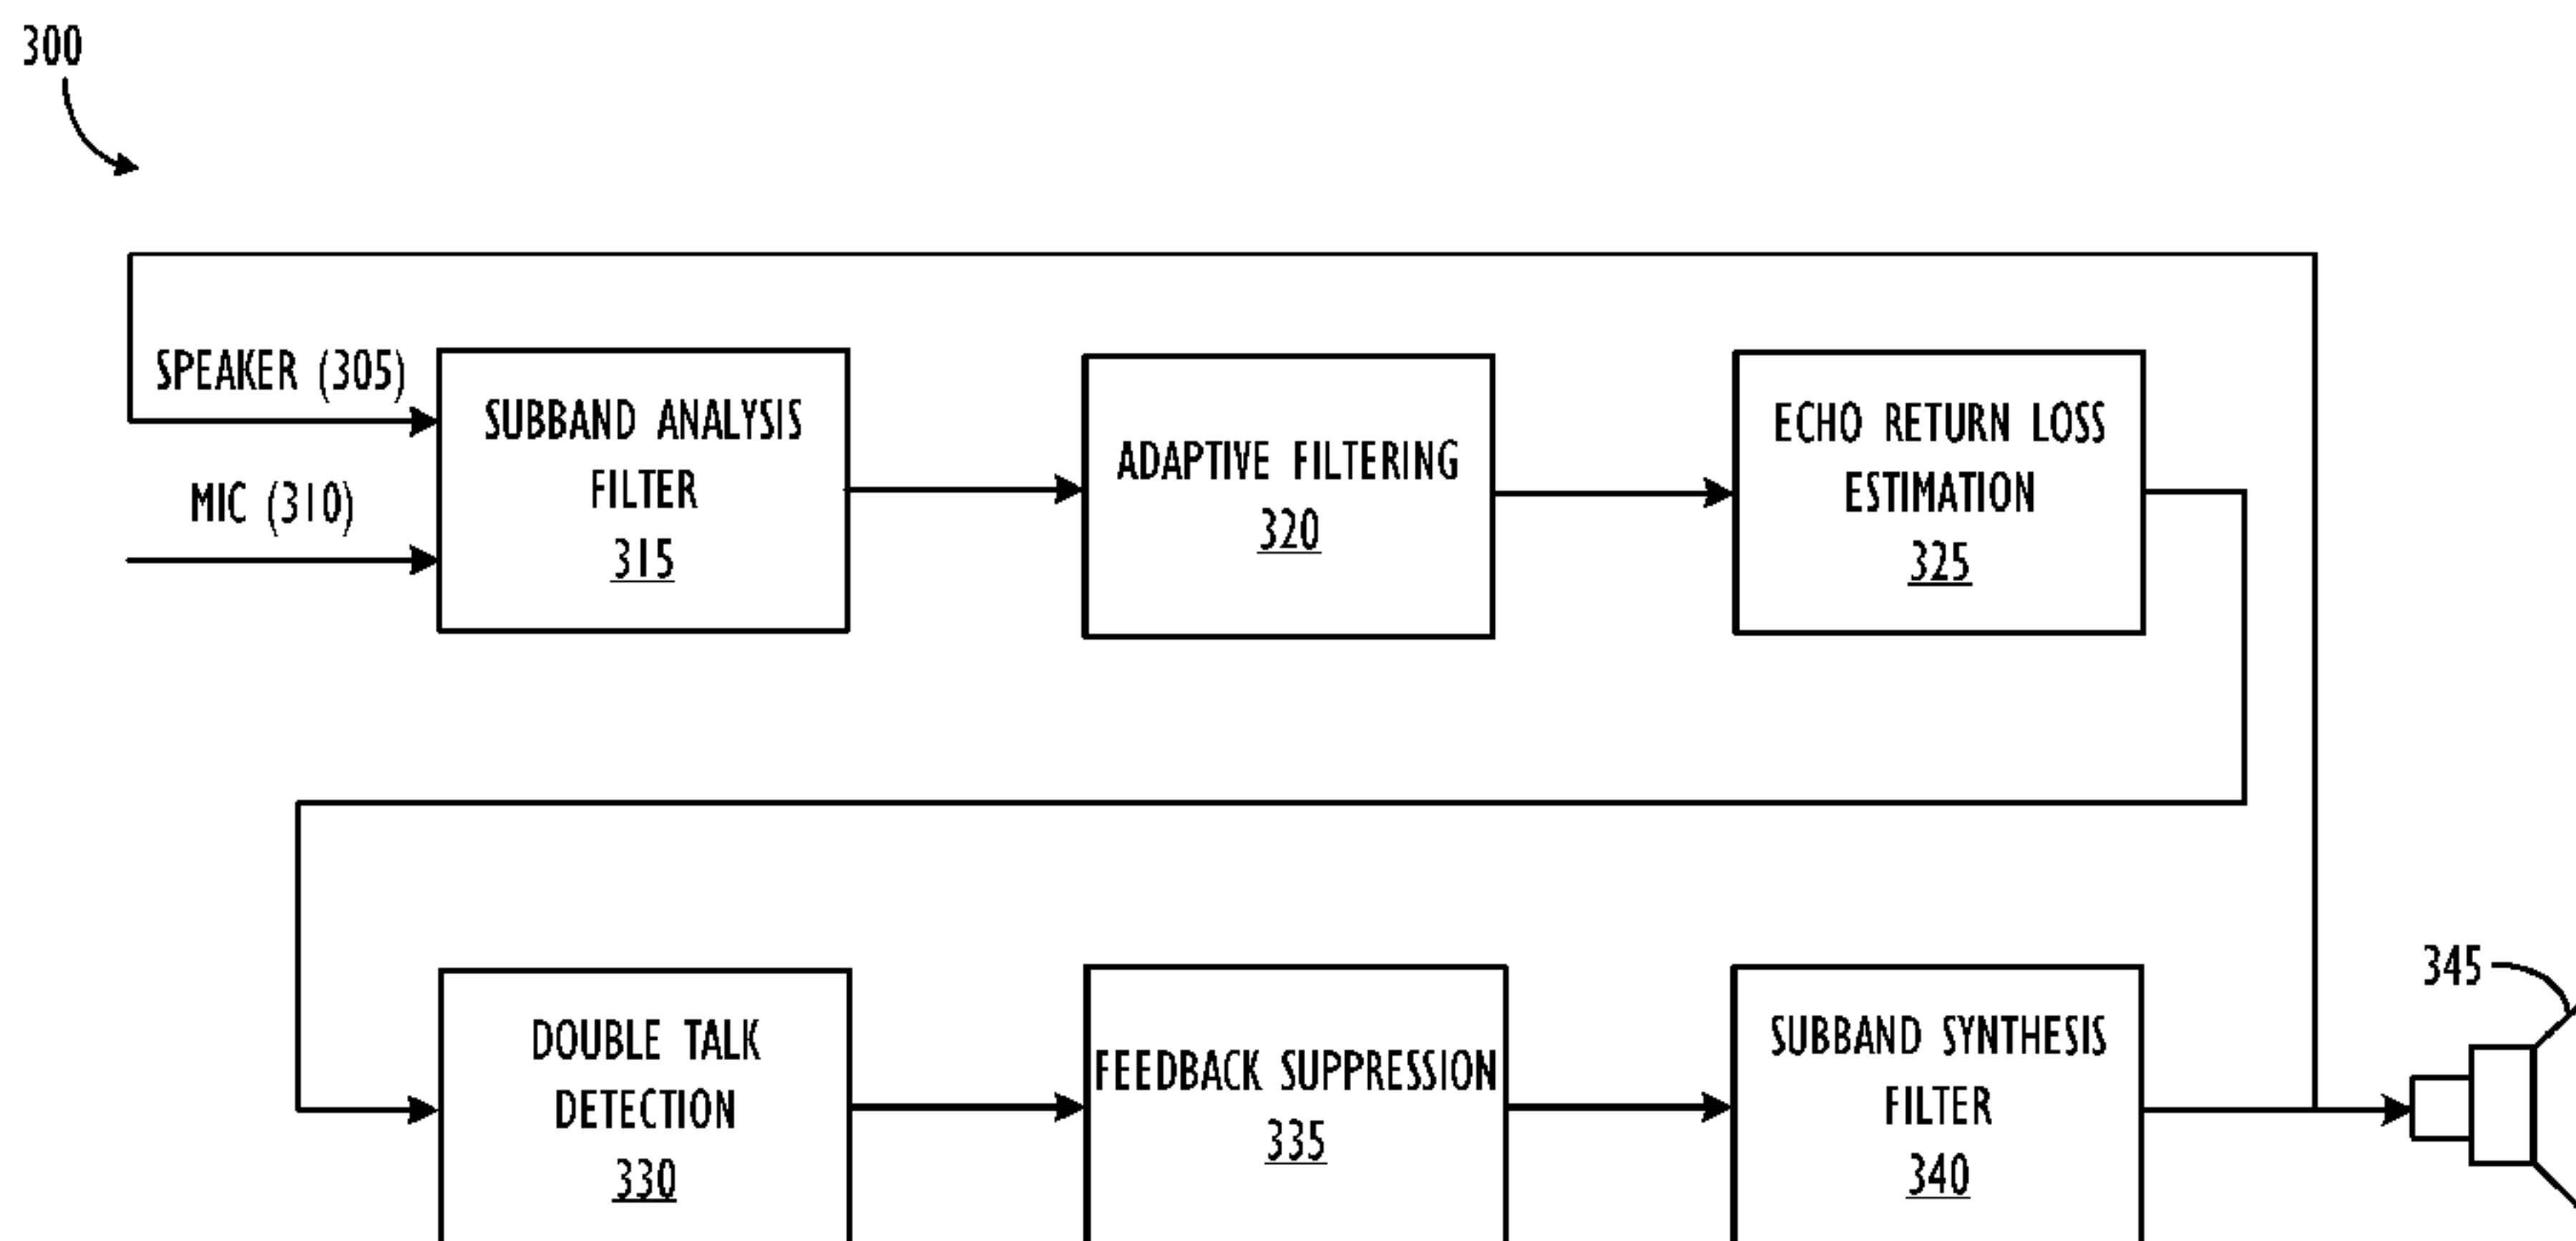 300
SPEAKER (305)
MIC (310)
SUBBAND ANALYSIS
FILTER
315
ADAPTIVE FILTERING
320
ECHO RETURN LOSS
ESTIMATION
325
DOUBLE TALK
DETECTION
330
FEEDBACK SUPPRESSION
335
SUBBAND SYNTHESIS
FILTER
340
345